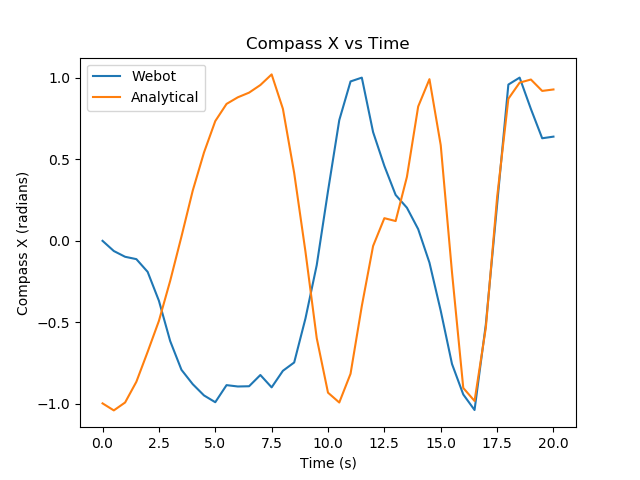 Compass X vs Time
Webot
Analytical
Compass X (radians)
1.0
0.5
0.0
−0.5
−1.0
0.0 2.5 5.0 7.5 10.0 12.5 15.0 17.5 20.0
Time (s)